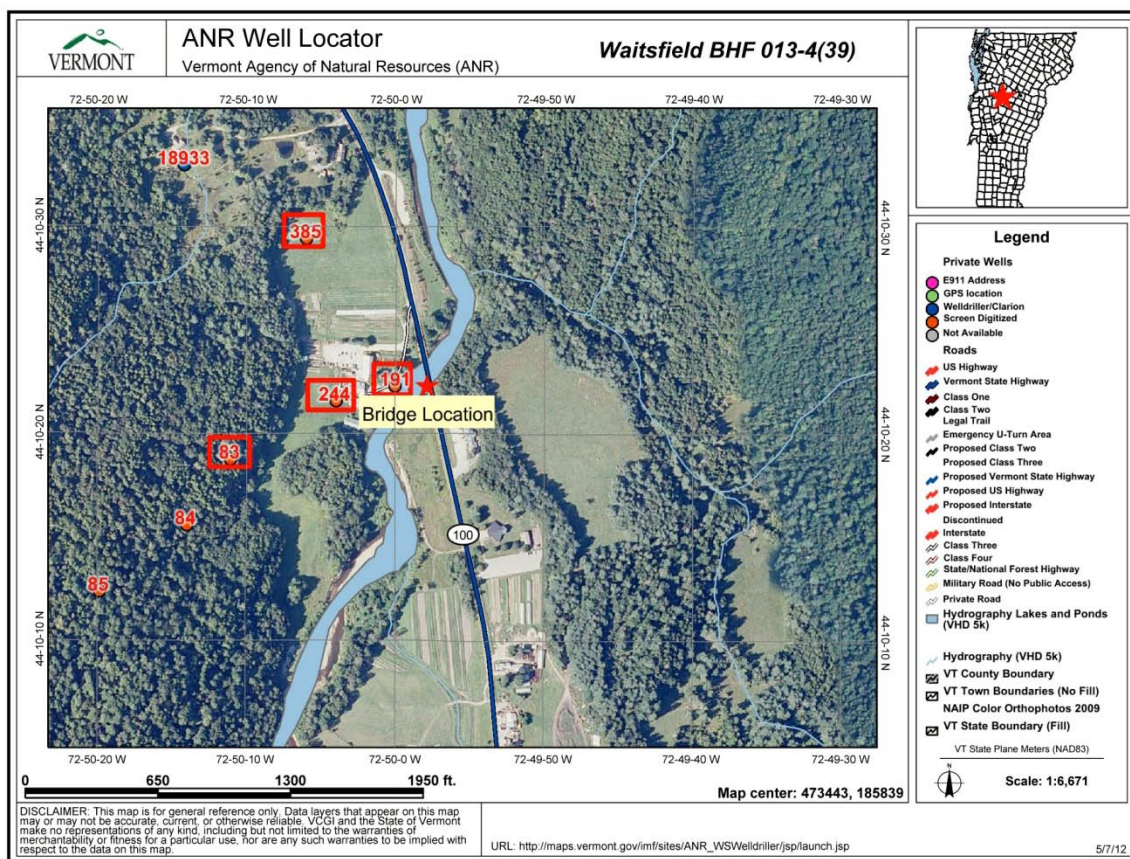 VERMONT
ANR Well Locator
Vermont Agency of Natural Resources (ANR)
Waitsfield BHF 013-4(39)
72-50-20 W
72-50-10 W
72-50-0 W
72-49-50 W
72-49-40 W
72-49-30 W
18933
385
44-10-30 N
44-10-30 N
191
244
Bridge Location
44-10-20 N
44-10-20 N
83
84
100
85
44-10-10 N
44-10-10 N
72-50-20 W
72-50-10 W
72-50-0 W
72-49-50 W
72-49-40 W
72-49-30 W
0 650 1300 1950 ft.
Map center: 473443, 185839
Legend
Private Wells
E911 Address
GPS location
Welldriller/Clarion
Screen Digitized
Not Available
Roads
US Highway
Vermont State Highway
Class One
Class Two
Legal Trail
Emergency U-Turn Area
Proposed Class Two
Proposed Class Three
Proposed Vermont State Highway
Proposed US Highway
Proposed Interstate
Discontinued
Interstate
Class Three
Class Four
State/National Forest Highway
Military Road (No Public Access)
Private Road
Hydrography Lakes and Ponds
(VHD 5k)
Hydrography (VHD 5k)
VT County Boundary
VT Town Boundaries (No Fill)
NAIP Color Orthophotos 2009
VT State Boundary (Fill)
VT State Plane Meters (NAD83)
N
Scale: 1:6,671
DISCLAIMER: This map is for general reference only. Data layers that appear on this map
may or may not be accurate, current, or otherwise reliable. VCGI and the State of Vermont
make no representations of any kind, including but not limited to the warranties of
merchantability or fitness for a particular use, nor are any such warranties to be implied with
respect to the data on this map.
URL: http://maps.vermont.gov/imf/sites/ANR_WSWelldriller/jsp/launch.jsp
5/7/12